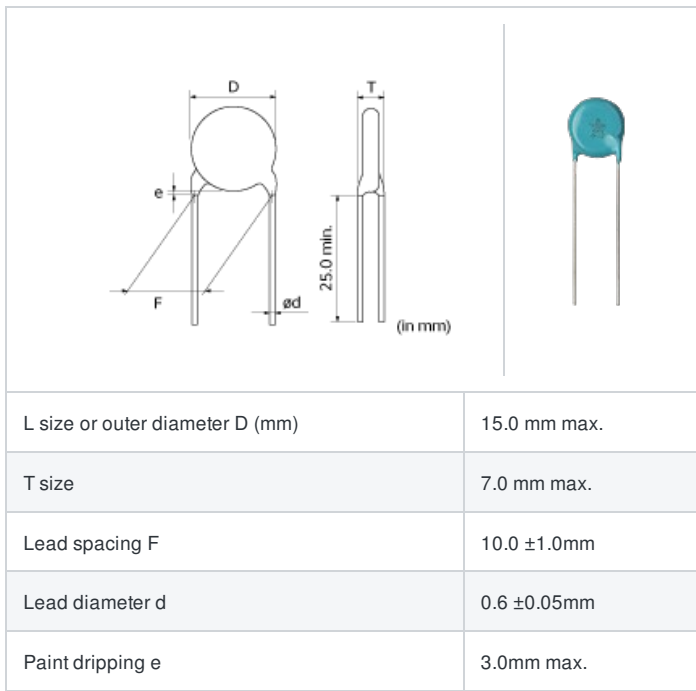 D
T
e
25.0 min.
F
ød
(in mm)
L size or outer diameter D (mm) 15.0 mm max.
T size 7.0 mm max.
Lead spacing F 10.0 ±1.0mm
Lead diameter d 0.6 ±0.05mm
Paint dripping e 3.0mm max.